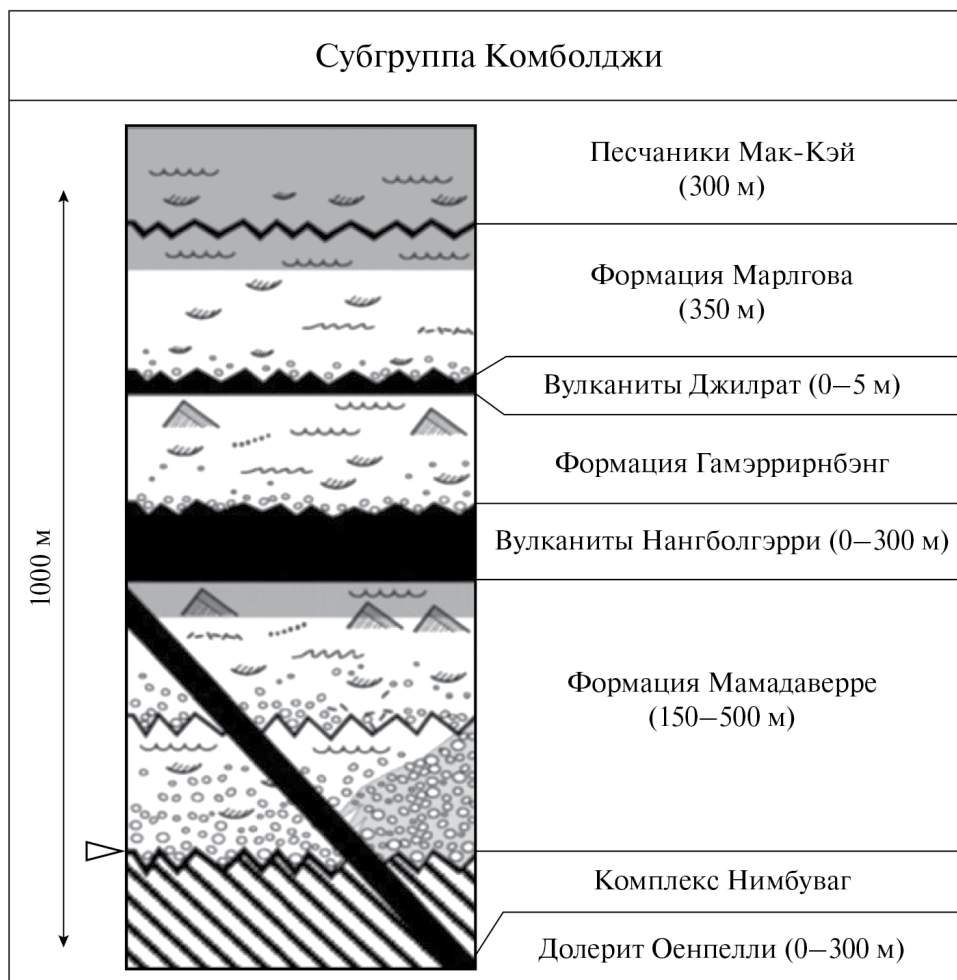 Субгруппа Комболджи
Песчаники Мак-Кэй
(300 м)
Формация Марлгова
(350 м)
Вулканиты Джилрат (0–5 м)
Формация Гамэррирнбэнг
Вулканиты Нангболгэрри (0–300 м)
1000 м
Формация Мамадаверре
(150–500 м)
Комплекс Нимбуваг
Долерит Оенпелли (0–300 м)